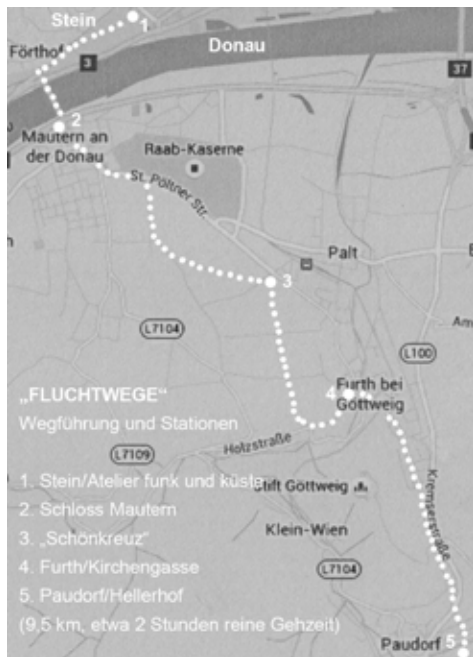 Stein
1
Donau
Förthof
3
37
2
Mautern an
der Donau
Raab-Kaserne
St. Pöltner Str.
Palt
3
L7104
L100
„FLUCHTWEGE“
Wegführung und Stationen
4
Furth bei
Göttweig
Holzstraße
L7109
Kremserstraße
1. Stein/Atelier funk und küste
Stift Göttweig
2. Schloss Mautern
3. „Schönkreuz“
Klein-Wien
4. Furth/Kirchengasse
L7104
5. Paudorf/Hellerhof
(9,5 km, etwa 2 Stunden reine Gehzeit)
Paudorf
5